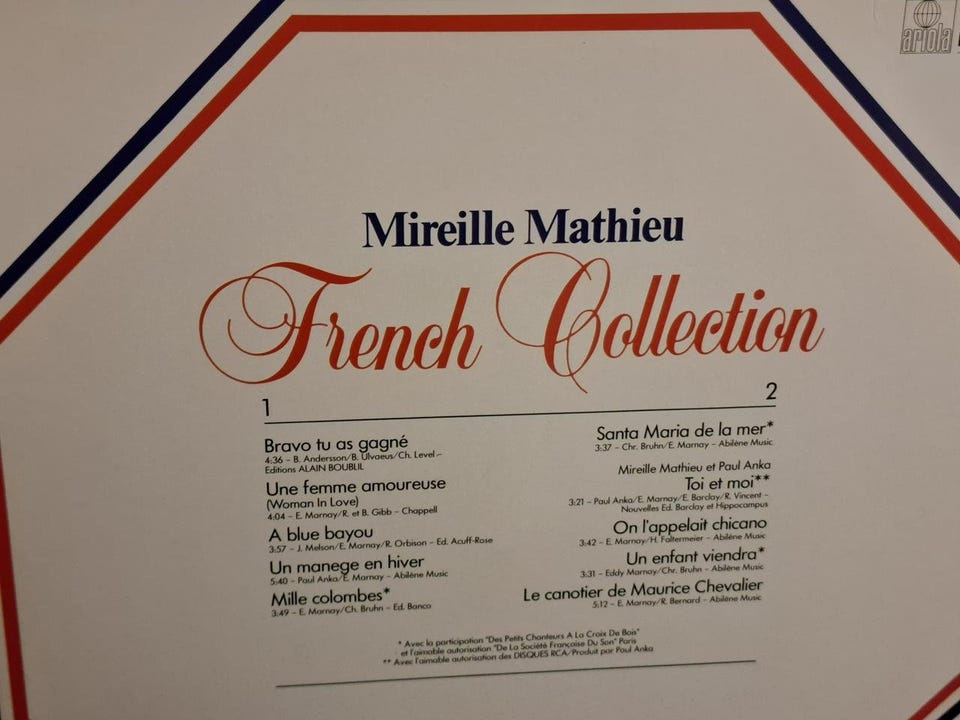 ariola
Mireille Mathieu
French Collection
1
Bravo tu as gagné
4:36 – B. Andersson/B. Ulvaeus/Ch. Level –
Editions ALAIN BOUBLIL
Une femme amoureuse
(Woman In Love)
4:04 – E. Marnay/R. et B. Gibb – Chappell
A blue bayou
3:57 – J. Melson/E. Marnay/R. Orbison – Ed. Acuff-Rose
Un manege en hiver
5:40 – Paul Anka/E. Marnay – Abilène Music
Mille colombes*
3:49 – E. Marnay/Ch. Bruhn – Ed. Banco
2
Santa Maria de la mer*
3:37 – Chr. Bruhn/E. Marnay – Abilène Music
Mireille Mathieu et Paul Anka
Toi et moi**
3:21 – Paul Anka/E. Marnay/E. Barclay/R. Vincent –
Nouvelles Ed. Barclay et Hippocampus
On l'appelait chicano
3:42 – E. Marnay/H. Faltermeier – Abilène Music
Un enfant viendra*
3:31 – Eddy Marnay/Chr. Bruhn – Abilène Music
Le canotier de Maurice Chevalier
5:12 – E. Marnay/R. Bernard – Abilène Music
* Avec la participation "Des Petits Chanteurs A La Croix De Bois"
et l'aimable autorisation "De La Société Française Du Son" Paris
** Avec l'aimable autorisation des DISQUES RCA/Produit par Paul Anka